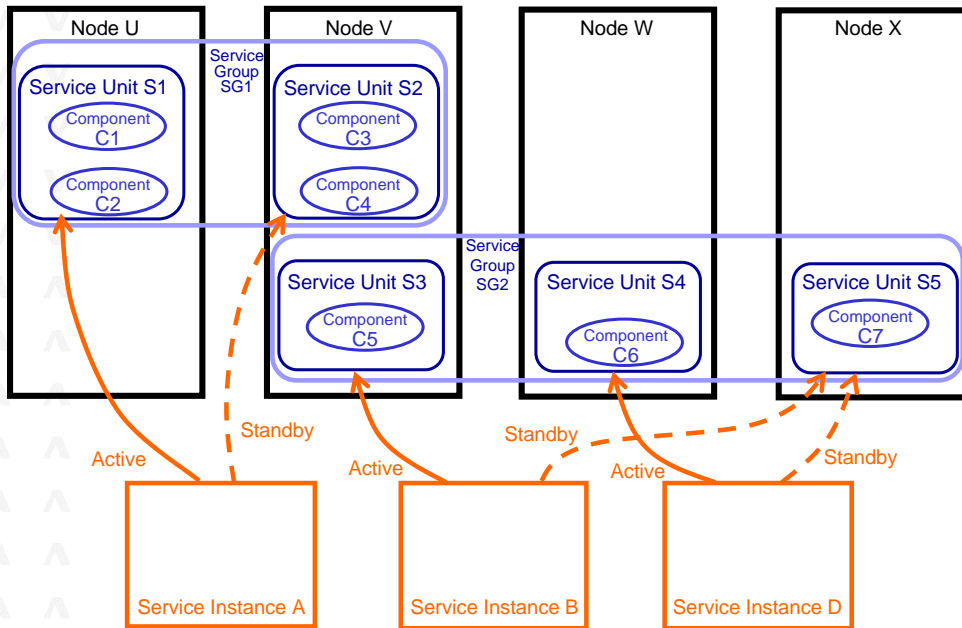 Node U
Node V
Node W
Node X
Service
Group
SG1
Service Unit S1
Component
C1
Component
C2
Service Unit S2
Component
C3
Component
C4
Service
Group
SG2
Service Unit S3
Component
C5
Service Unit S4
Component
C6
Service Unit S5
Component
C7
Active
Standby
Active
Standby
Active
Standby
Service Instance A
Service Instance B
Service Instance D